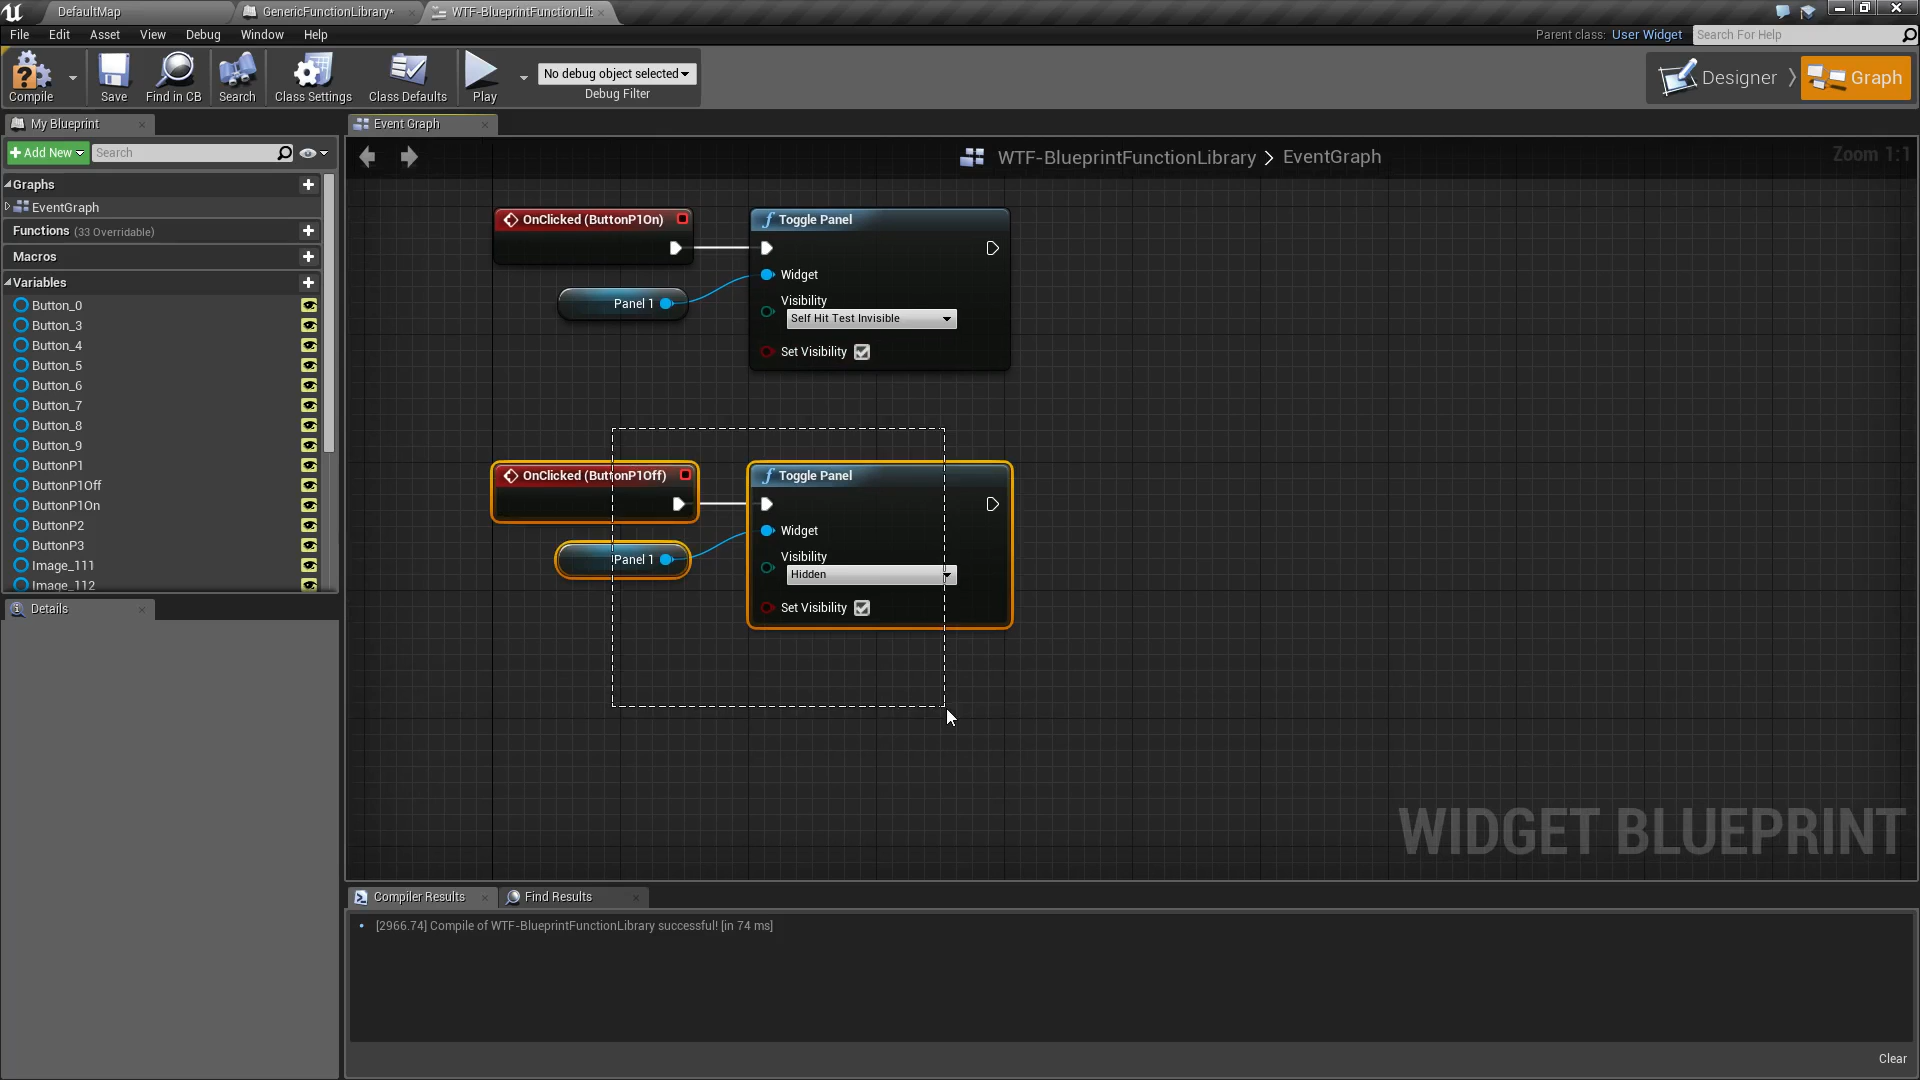 DefaultMap
GenericFunctionLibrary*
WTF-BlueprintFunctionLib
File Edit Asset View Debug Window Help
Parent class: User Widget
Search For Help
Compile
Save
Find in CB
Search
Class Settings
Class Defaults
Play
No debug object selected
Debug Filter
Designer
Graph
My Blueprint
Event Graph
Add New
Search
WTF-BlueprintFunctionLibrary > EventGraph
Zoom 1:1
Graphs
EventGraph
Functions (33 Overridable)
Macros
Variables
Button_0
Button_3
Button_4
Button_5
Button_6
Button_7
Button_8
Button_9
ButtonP1
ButtonP1Off
ButtonP1On
ButtonP2
ButtonP3
Image_111
Image_112
Details
OnClicked (ButtonP1On)
Panel 1
f Toggle Panel
Widget
Visibility
Self Hit Test Invisible
Set Visibility
OnClicked (ButtonP1Off)
Panel 1
f Toggle Panel
Widget
Visibility
Hidden
Set Visibility
WIDGET BLUEPRINT
Compiler Results
Find Results
• [2966.74] Compile of WTF-BlueprintFunctionLibrary successful! [in 74 ms]
Clear